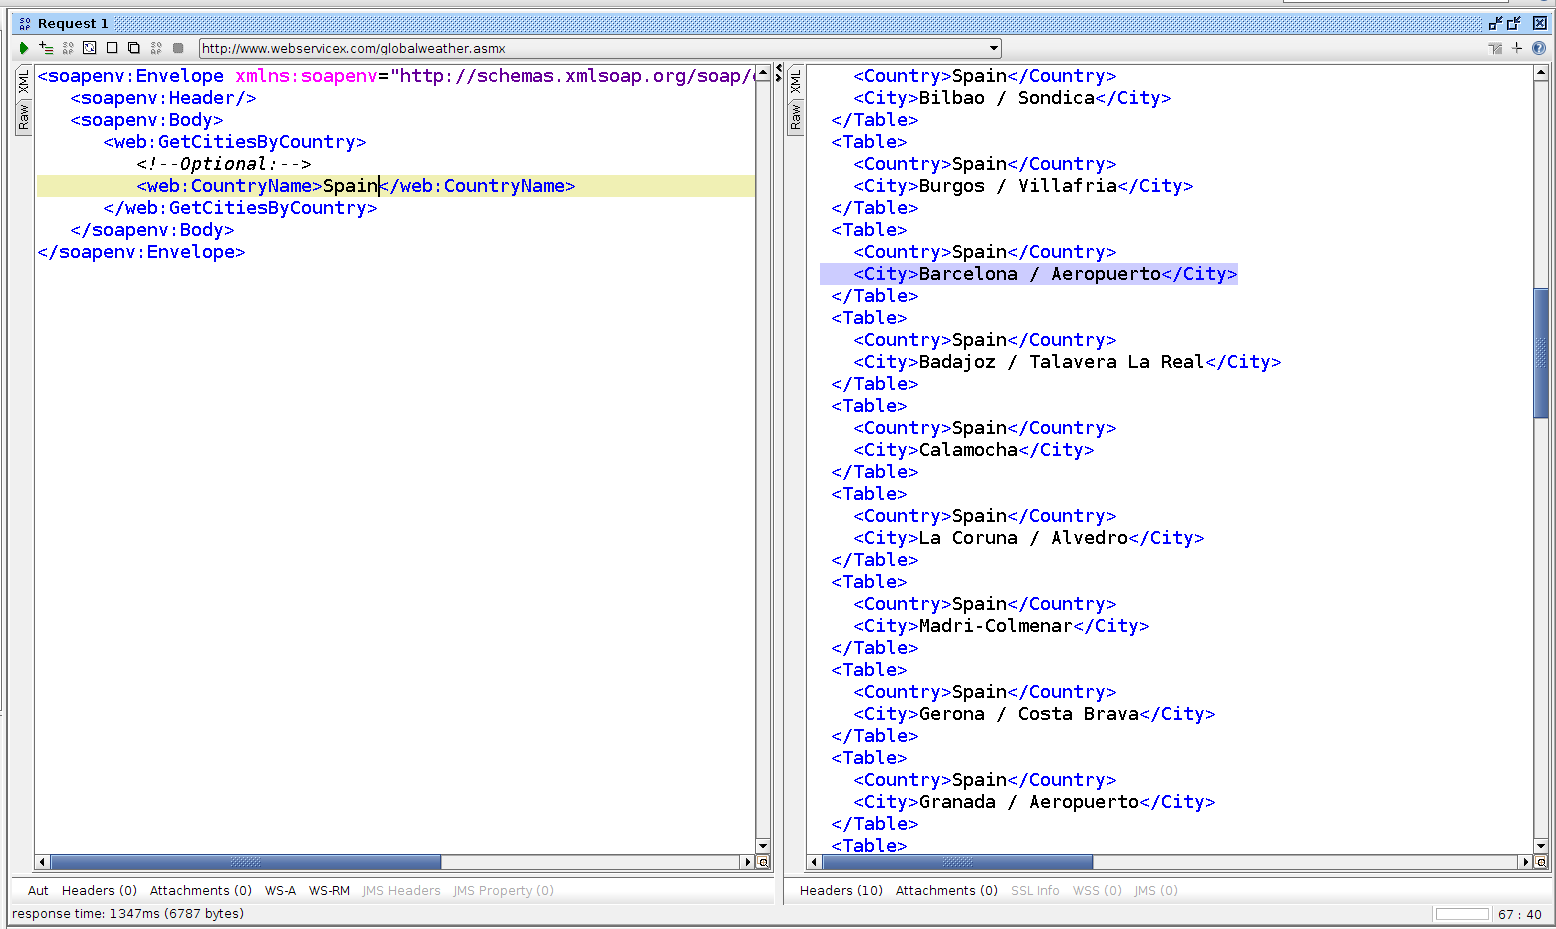 Request 1
http://www.webservicex.com/globalweather.asmx
XML
Raw
<soapenv:Envelope xmlns:soapenv="http://schemas.xmlsoap.org/soap/
<soapenv:Header/>
<soapenv:Body>
<web:GetCitiesByCountry>
<!--Optional:-->
<web:CountryName>Spain</web:CountryName>
</web:GetCitiesByCountry>
</soapenv:Body>
</soapenv:Envelope>
XML
Raw
<Country>Spain</Country>
<City>Bilbao / Sondica</City>
</Table>
<Table>
<Country>Spain</Country>
<City>Burgos / Villafria</City>
</Table>
<Table>
<Country>Spain</Country>
<City>Barcelona / Aeropuerto</City>
</Table>
<Table>
<Country>Spain</Country>
<City>Badajoz / Talavera La Real</City>
</Table>
<Table>
<Country>Spain</Country>
<City>Calamocha</City>
</Table>
<Table>
<Country>Spain</Country>
<City>La Coruna / Alvedro</City>
</Table>
<Table>
<Country>Spain</Country>
<City>Madri-Colmenar</City>
</Table>
<Table>
<Country>Spain</Country>
<City>Gerona / Costa Brava</City>
</Table>
<Table>
<Country>Spain</Country>
<City>Granada / Aeropuerto</City>
</Table>
<Table>
Aut Headers (0) Attachments (0) WS-A WS-RM JMS Headers JMS Property (0)
Headers (10) Attachments (0) SSL Info WSS (0) JMS (0)
response time: 1347ms (6787 bytes)
67 : 40